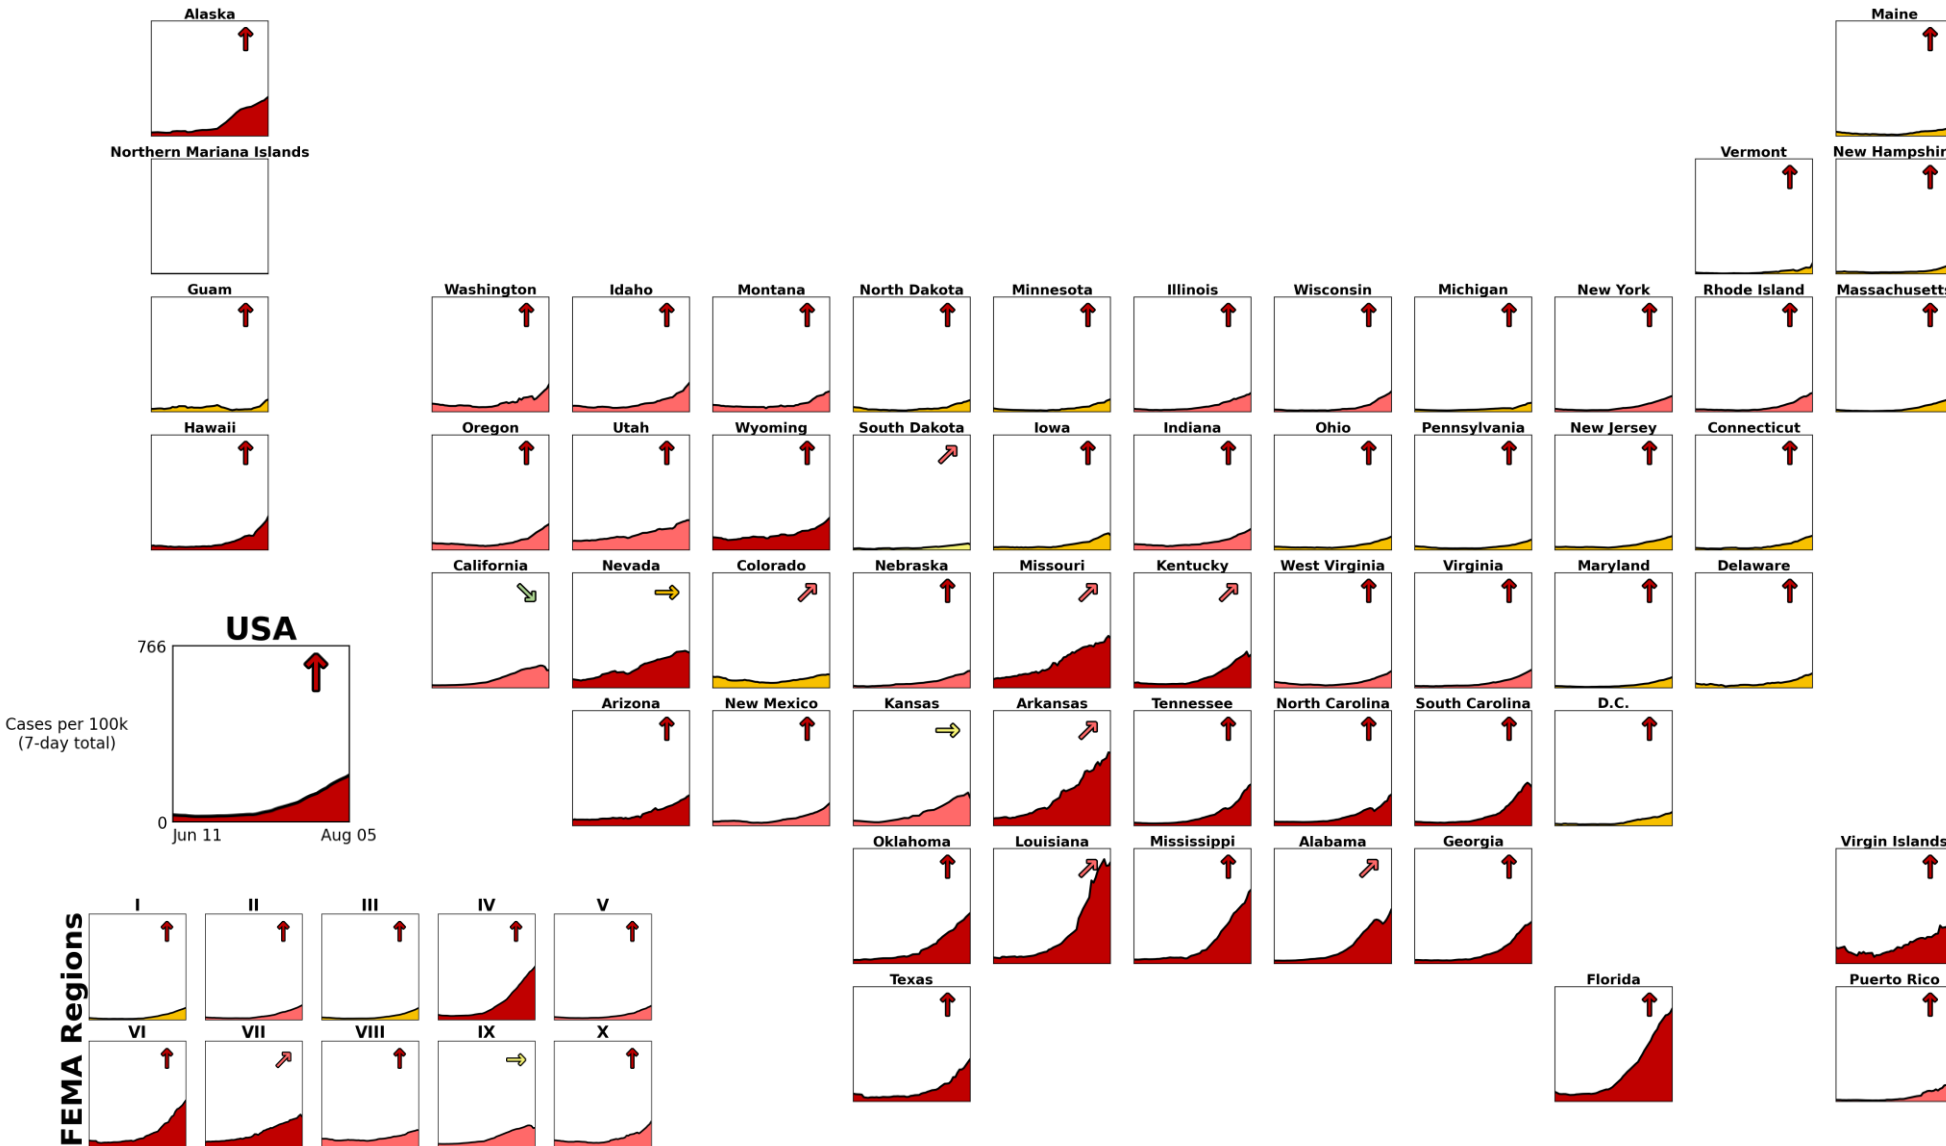 Alaska
Maine
Northern Mariana Islands
Vermont
New Hampshir
Guam
Washington
Idaho
Montana
North Dakota
Minnesota
Illinois
Wisconsin
Michigan
New York
Rhode Island
Massachusetts
Hawaii
Oregon
Utah
Wyoming
South Dakota
Iowa
Indiana
Ohio
Pennsylvania
New Jersey
Connecticut
California
Nevada
Colorado
Nebraska
Missouri
Kentucky
West Virginia
Virginia
Maryland
Delaware
USA
766
Cases per 100k
(7-day total)
0
Jun 11
Aug 05
Arizona
New Mexico
Kansas
Arkansas
Tennessee
North Carolina
South Carolina
D.C.
Oklahoma
Louisiana
Mississippi
Alabama
Georgia
Virgin Islands
Texas
Florida
Puerto Rico
FEMA Regions
I
II
III
IV
V
VI
VII
VIII
IX
X